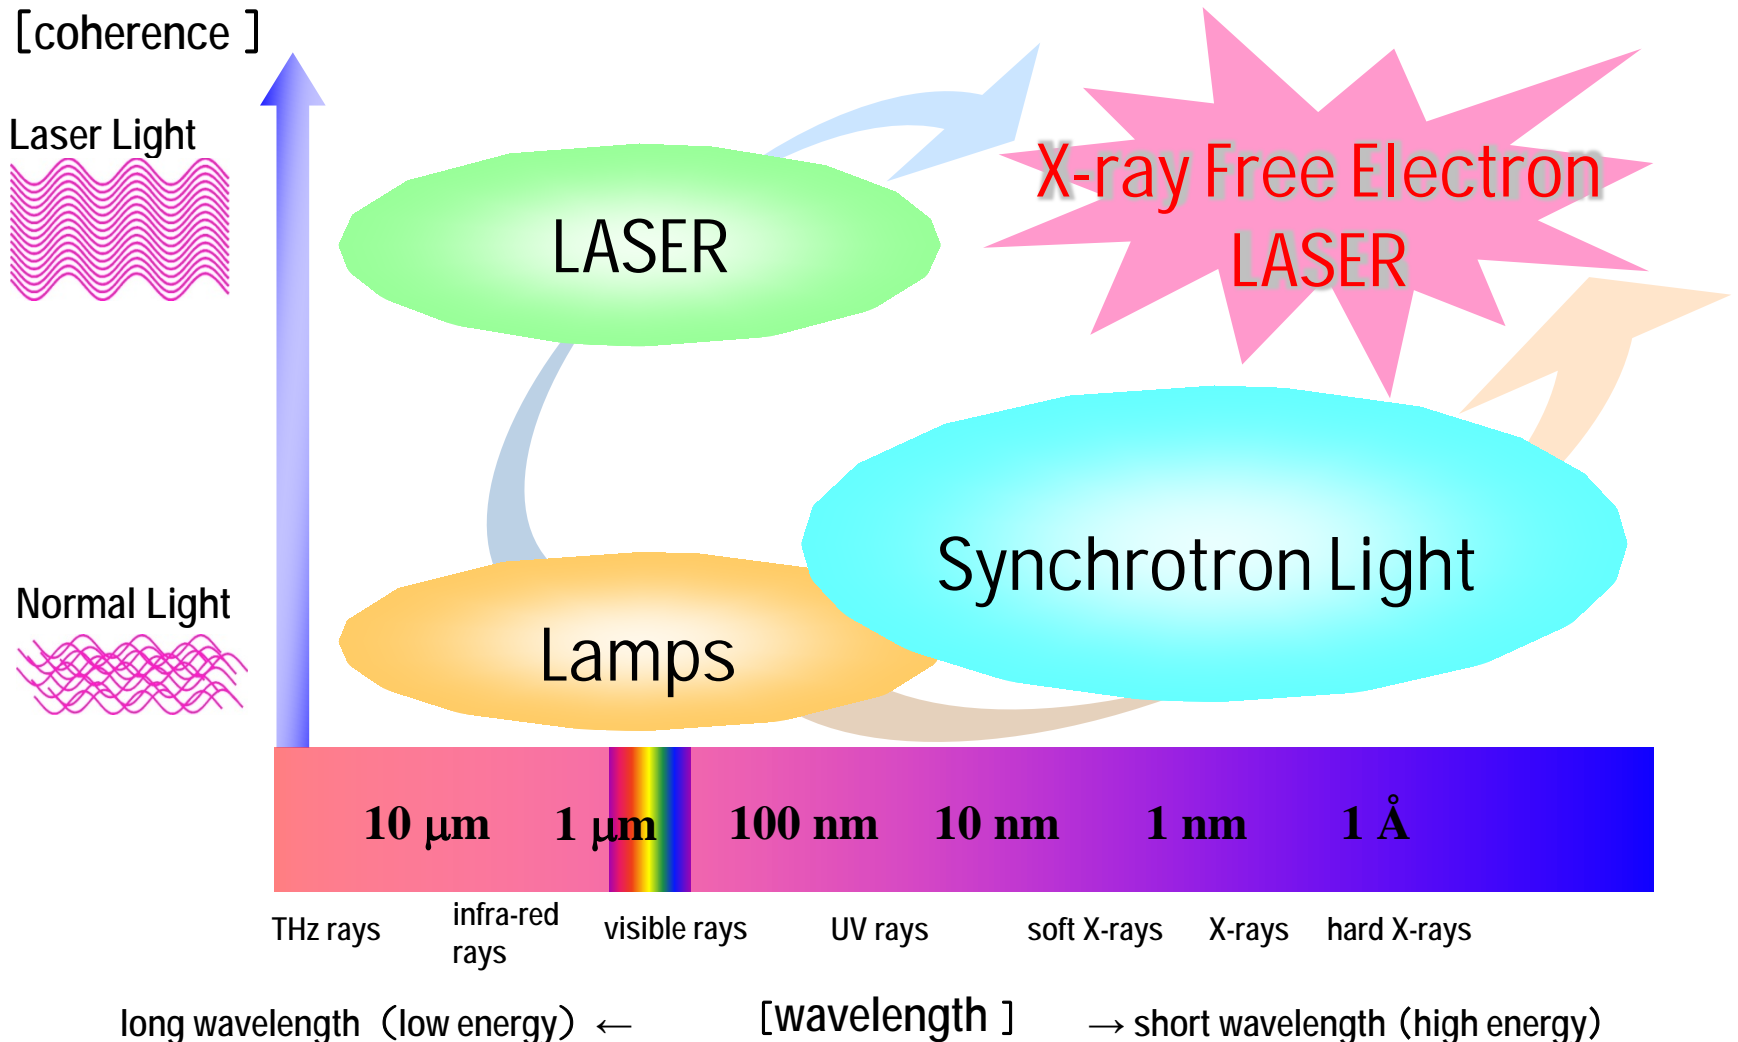 [coherence ]
Laser Light
X-ray Free Electron
LASER
LASER
Synchrotron Light
Normal Light
Lamps
10 μm
1 μm
100 nm
10 nm
1 nm
1 Å
THz rays
infra-red
rays
visible rays
UV rays
soft X-rays
X-rays
hard X-rays
long wavelength（low energy）← [wavelength ] → short wavelength（high energy）